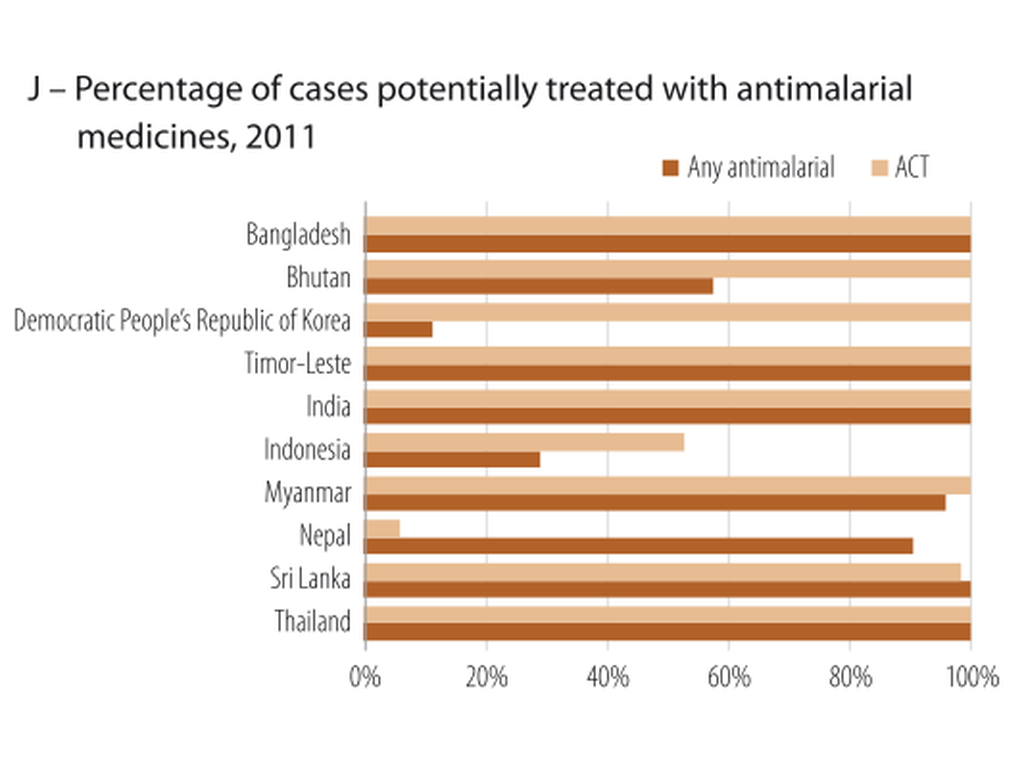 J – Percentage of cases potentially treated with antimalarial
medicines, 2011
Any antimalarial
ACT
Bangladesh
Bhutan
Democratic People's Republic of Korea
Timor-Leste
India
Indonesia
Myanmar
Nepal
Sri Lanka
Thailand
0% 20% 40% 60% 80% 100%